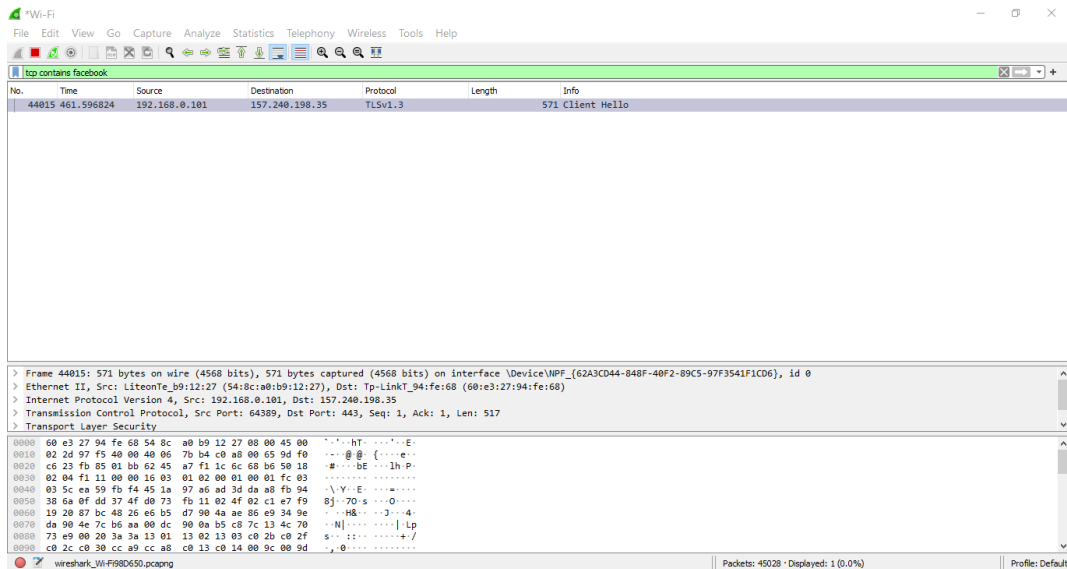 *Wi-Fi
File Edit View Go Capture Analyze Statistics Telephony Wireless Tools Help
tcp contains facebook
No. Time Source Destination Protocol Length Info
44015 461.596824 192.168.0.101 157.240.198.35 TLSv1.3 571 Client Hello
> Frame 44015: 571 bytes on wire (4568 bits), 571 bytes captured (4568 bits) on interface \Device\NPF_{62A3CD44-848F-40F2-89C5-97F3541F1CD6}, id 0
> Ethernet II, Src: LiteonTe_b9:12:27 (54:8c:a0:b9:12:27), Dst: Tp-LinkT_94:fe:68 (60:e3:27:94:fe:68)
> Internet Protocol Version 4, Src: 192.168.0.101, Dst: 157.240.198.35
> Transmission Control Protocol, Src Port: 64389, Dst Port: 443, Seq: 1, Ack: 1, Len: 517
> Transport Layer Security
0000 60 e3 27 94 fe 68 54 8c a0 b9 12 27 08 00 45 00 `·'··hT· ···'··E·
0010 02 2d 97 f5 40 00 40 06 7b b4 c0 a8 00 65 9d f0 ·-··@·@· {····e··
0020 c6 23 fb 85 01 bb 62 45 a7 f1 1c 6c 68 b6 50 18 ·#····bE ···lh·P·
0030 02 04 f1 11 00 00 16 03 01 02 00 01 00 01 fc 03 ········ ········
0040 03 5c ea 59 fb f4 45 1a 97 a6 ad 3d da a8 fb 94 ·\·Y··E· ···=····
0050 38 6a 0f dd 37 4f d0 73 fb 11 02 4f 02 c1 e7 f9 8j··7O·s ···O····
0060 19 20 87 bc 48 26 e6 b5 d7 90 4a ae 86 e9 34 9e · ··H&·· ··J···4·
0070 da 90 4e 7c b6 aa 00 dc 90 0a b5 c8 7c 13 4c 70 ··N|···· ····|·Lp
0080 73 e9 00 20 3a 3a 13 01 13 02 13 03 c0 2b c0 2f s·· ::·· ·····+·/
0090 c0 2c c0 30 cc a9 cc a8 c0 13 c0 14 00 9c 00 9d ·,·0···· ········
wireshark_Wi-Fi98D650.pcapng Packets: 45028 · Displayed: 1 (0.0%) Profile: Default